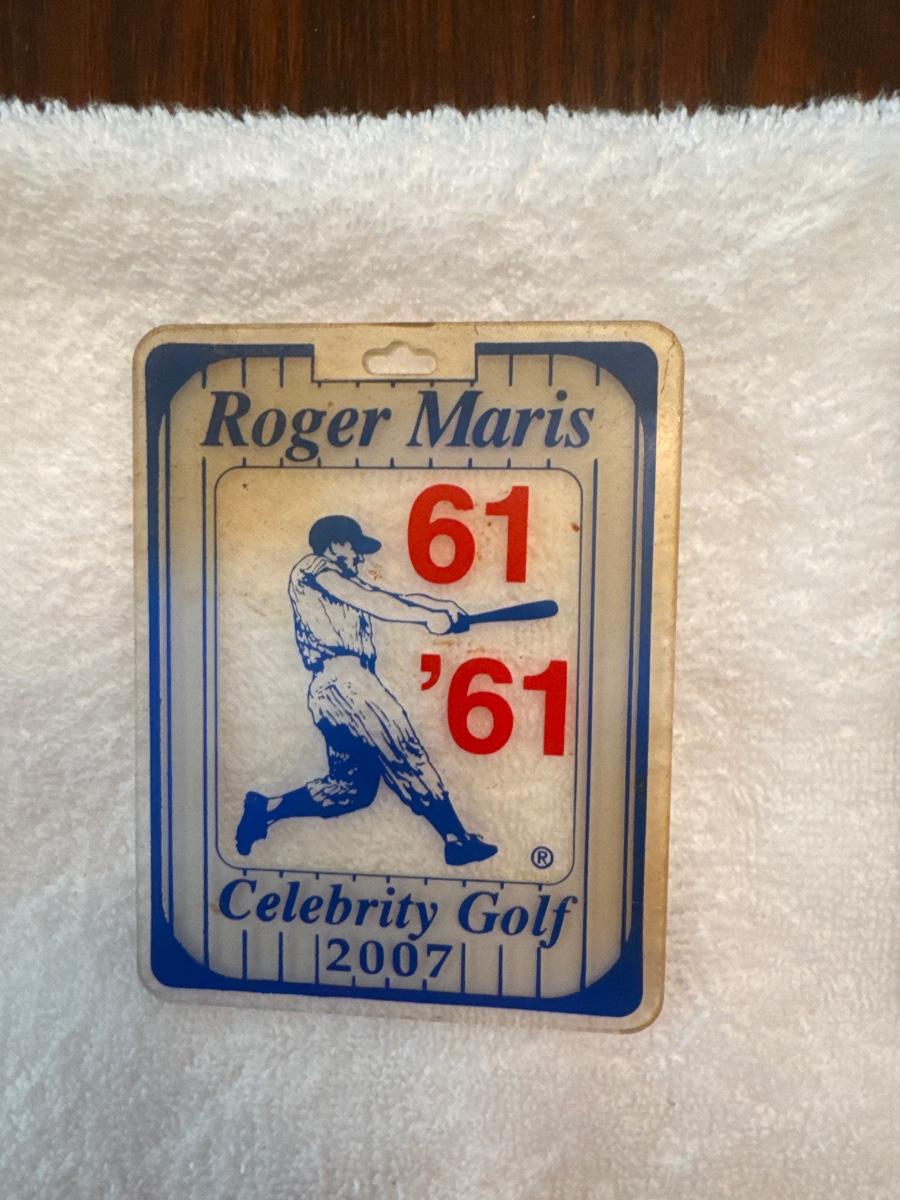 Roger Maris
61
’61
®
Celebrity Golf
2007